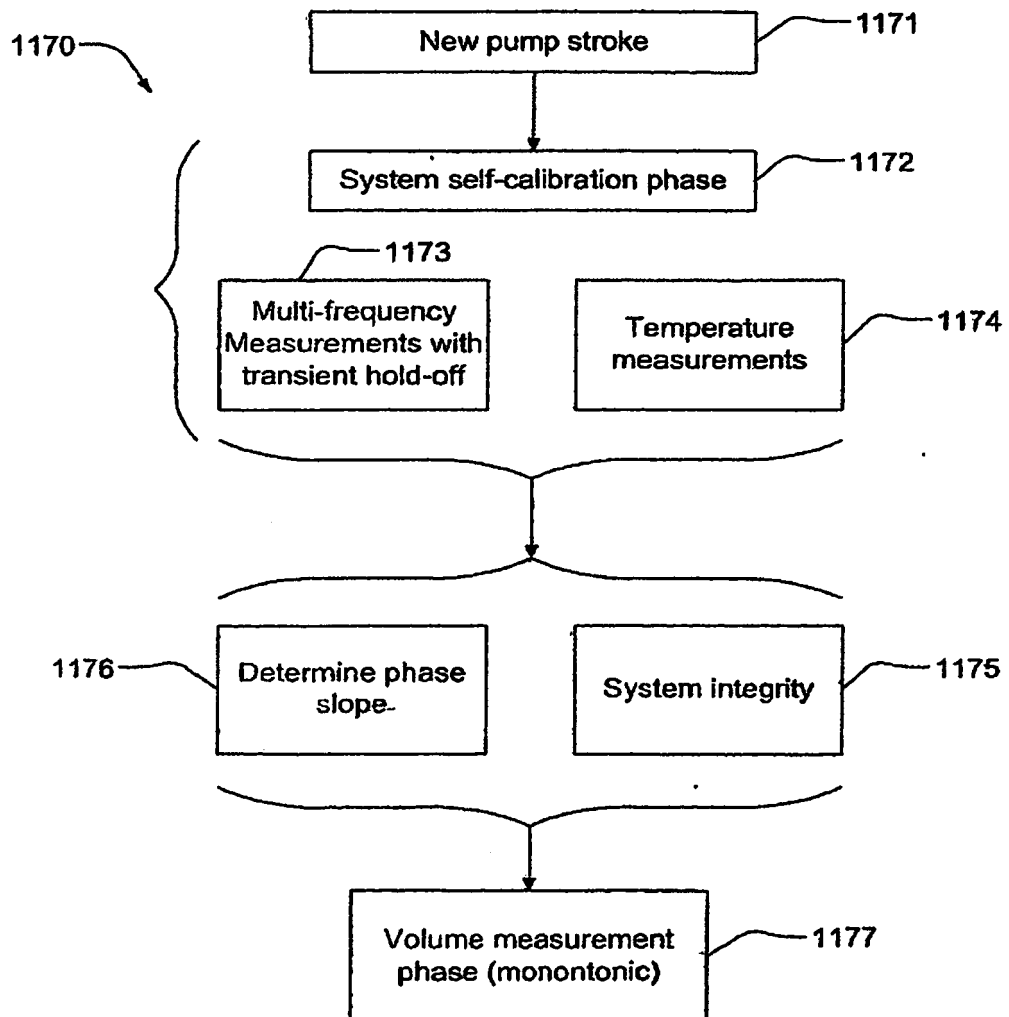 1170
New pump stroke
1171
System self-calibration phase
1172
1173
Multi-frequency
Measurements with
transient hold-off
Temperature
measurements
1174
1176
Determine phase
slope
System integrity
1175
Volume measurement
phase (monontonic)
1177